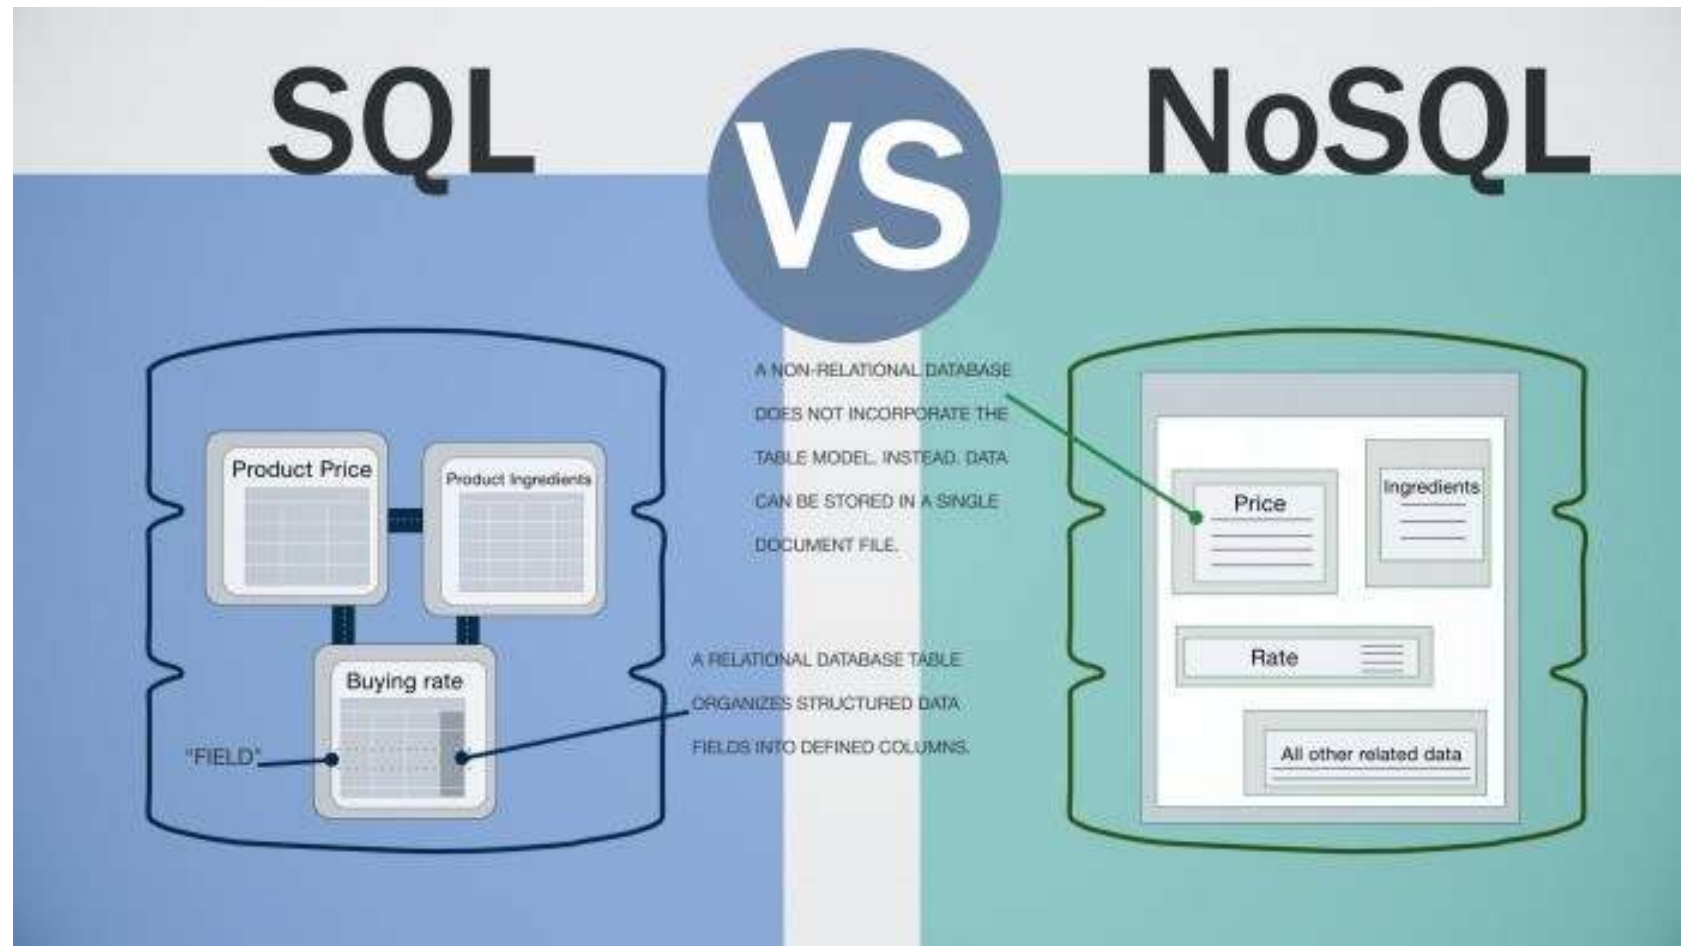 SQL
VS
NoSQL
A NON-RELATIONAL DATABASE
DOES NOT INCORPORATE THE
TABLE MODEL. INSTEAD. DATA
CAN BE STORED IN A SINGLE
DOCUMENT FILE.
Product Price
Product Ingredients
Buying rate
"FIELD"
A RELATIONAL DATABASE TABLE
ORGANIZES STRUCTURED DATA
FIELDS INTO DEFINED COLUMNS.
Price
Ingredients
Rate
All other related data